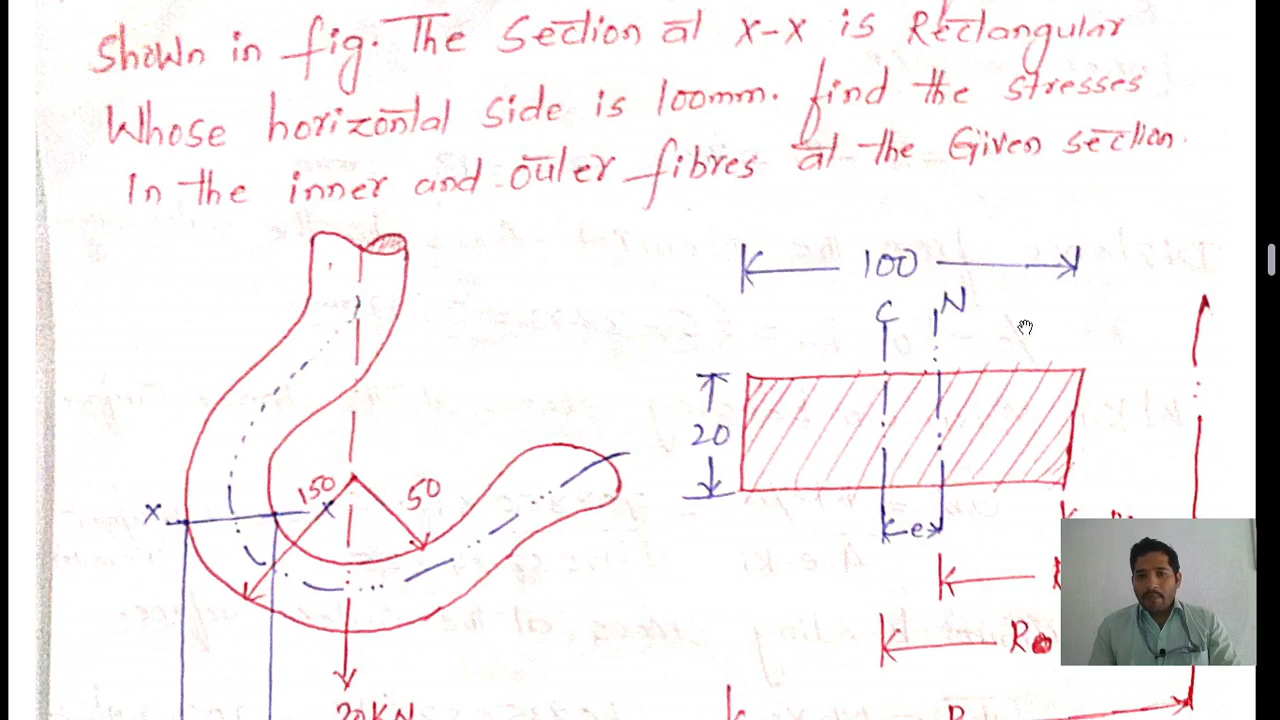 Shown in fig. The Section at X-X is Rectangular
Whose horizontal side is 100mm. find the stresses
In the inner and outer fibres at the Given section.
100
C N
20
150
50
X X
e
R
20KN